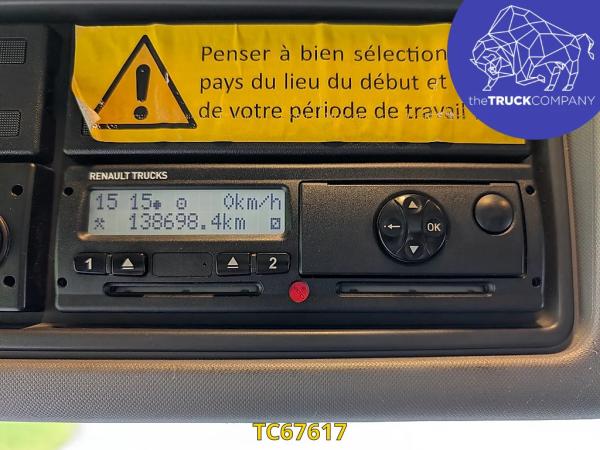 Penser à bien sélection
pays du lieu du début et
de votre période de travail
theTRUCKCOMPANY
RENAULT TRUCKS
15 15 0km/h
138698.4km
1 2
OK
TC67617